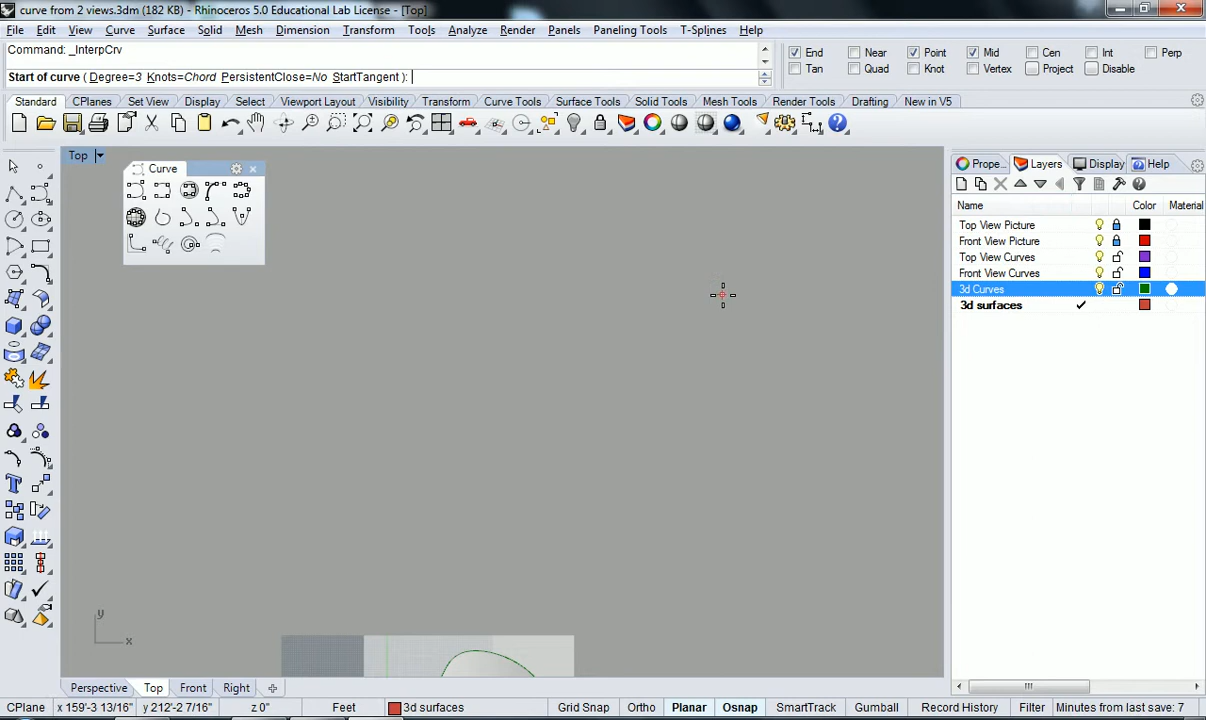 curve from 2 views.3dm (182 KB) - Rhinoceros 5.0 Educational Lab License - [Top]
File Edit View Curve Surface Solid Mesh Dimension Transform Tools Analyze Render Panels Paneling Tools T-Splines Help
Command: _InterpCrv
Start of curve ( Degree=3 Knots=Chord PersistentClose=No StartTangent ):
End Near Point Mid Cen Int Perp
Tan Quad Knot Vertex Project Disable
Standard CPlanes Set View Display Select Viewport Layout Visibility Transform Curve Tools Surface Tools Solid Tools Mesh Tools Render Tools Drafting New in V5
Top
Curve
Prope... Layers Display Help
Name Color Material
Top View Picture
Front View Picture
Top View Curves
Front View Curves
3d Curves
3d surfaces
y
x
Perspective Top Front Right
CPlane x 159'-3 13/16" y 212'-2 7/16" z 0" Feet 3d surfaces Grid Snap Ortho Planar Osnap SmartTrack Gumball Record History Filter Minutes from last save: 7